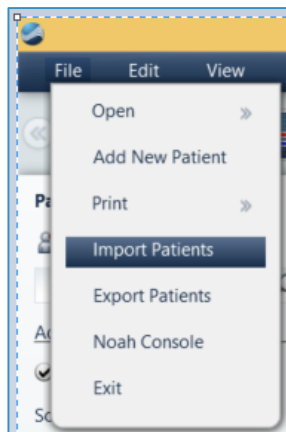 File Edit View
Open
Add New Patient
Print
Import Patients
Export Patients
Noah Console
Exit